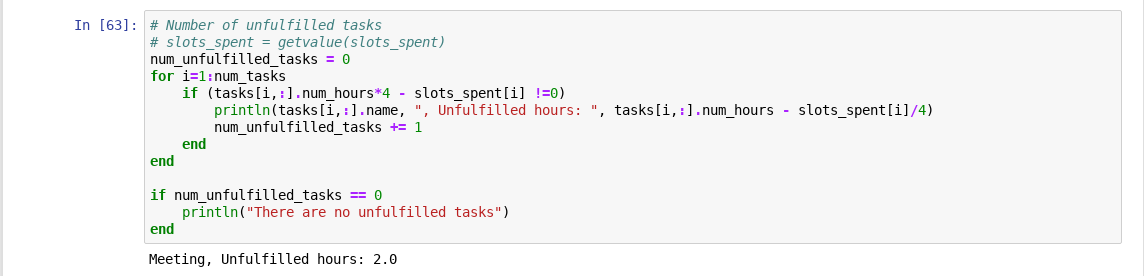 In [63]:
# Number of unfulfilled tasks
# slots_spent = getvalue(slots_spent)
num_unfulfilled_tasks = 0
for i=1:num_tasks
    if (tasks[i,:].num_hours*4 - slots_spent[i] !=0)
        println(tasks[i,:].name, ", Unfulfilled hours: ", tasks[i,:].num_hours - slots_spent[i]/4)
        num_unfulfilled_tasks += 1
    end
end

if num_unfulfilled_tasks == 0
    println("There are no unfulfilled tasks")
end
Meeting, Unfulfilled hours: 2.0